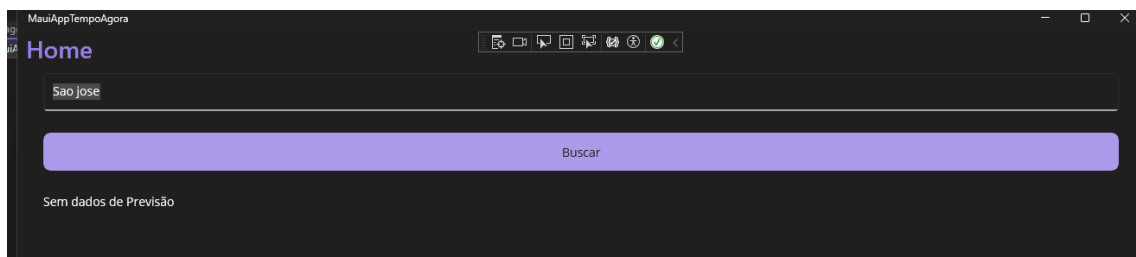 MauiAppTempoAgora
Home
Sao jose
Buscar
Sem dados de Previsão